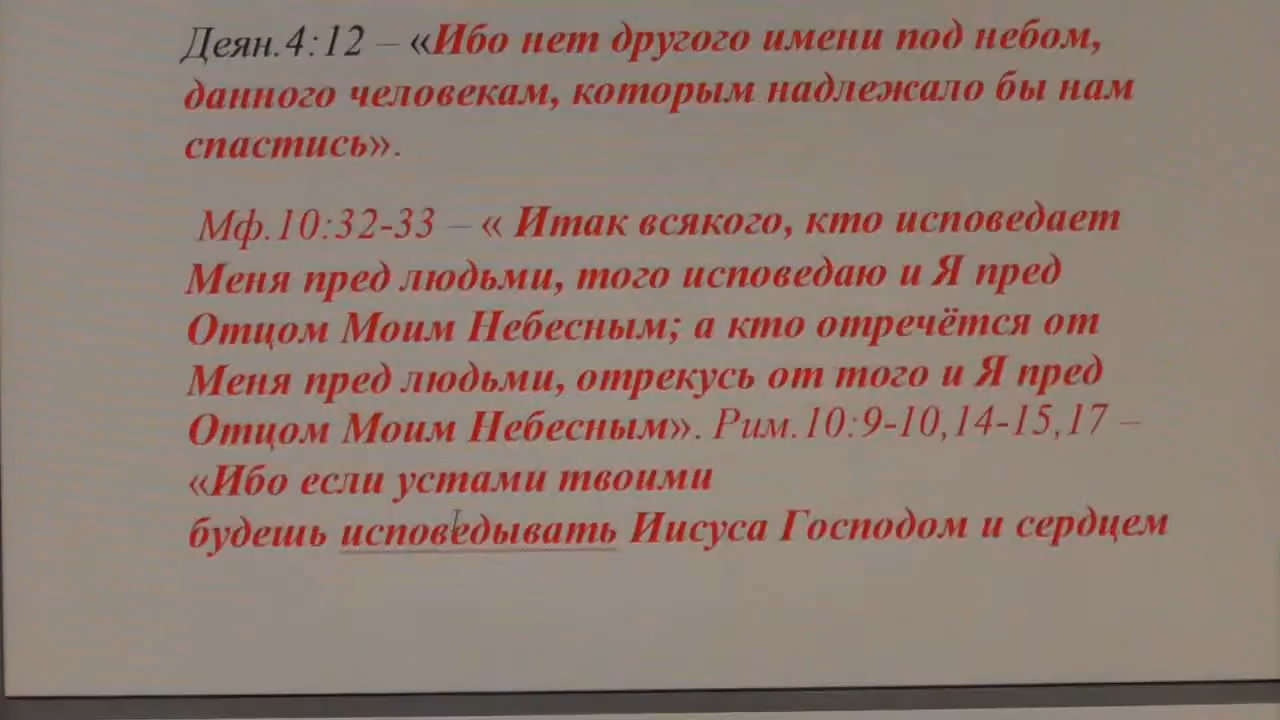 Деян.4:12 – «Ибо нет другого имени под небом,
данного человекам, которым надлежало бы нам
спастись».
Мф.10:32-33 – « Итак всякого, кто исповедает
Меня пред людьми, того исповедаю и Я пред
Отцом Моим Небесным; а кто отречётся от
Меня пред людьми, отрекусь от того и Я пред
Отцом Моим Небесным». Рим.10:9-10,14-15,17 –
«Ибо если устами твоими
будешь исповедывать Иисуса Господом и сердцем